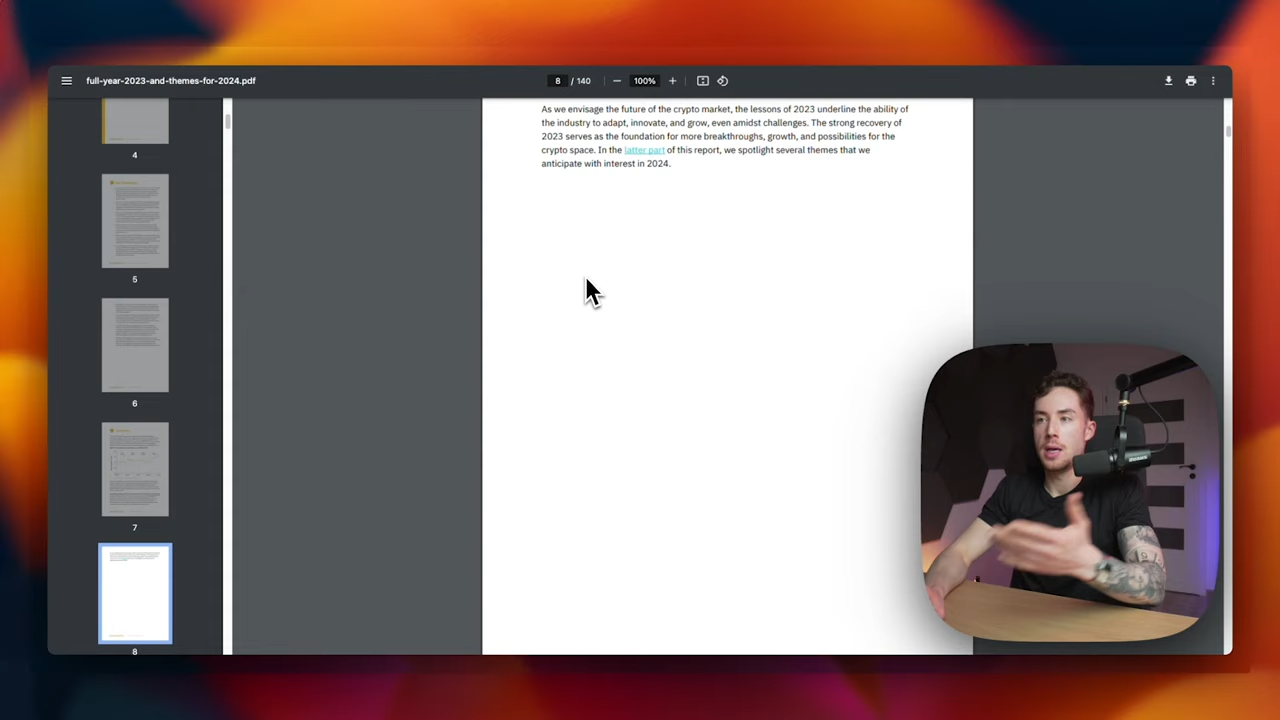 full-year-2023-and-themes-for-2024.pdf
8 / 140
100%
As we envisage the future of the crypto market, the lessons of 2023 underline the ability of
the industry to adapt, innovate, and grow, even amidst challenges. The strong recovery of
2023 serves as the foundation for more breakthroughs, growth, and possibilities for the
crypto space. In the latter part of this report, we spotlight several themes that we
anticipate with interest in 2024.
4
5
6
7
8